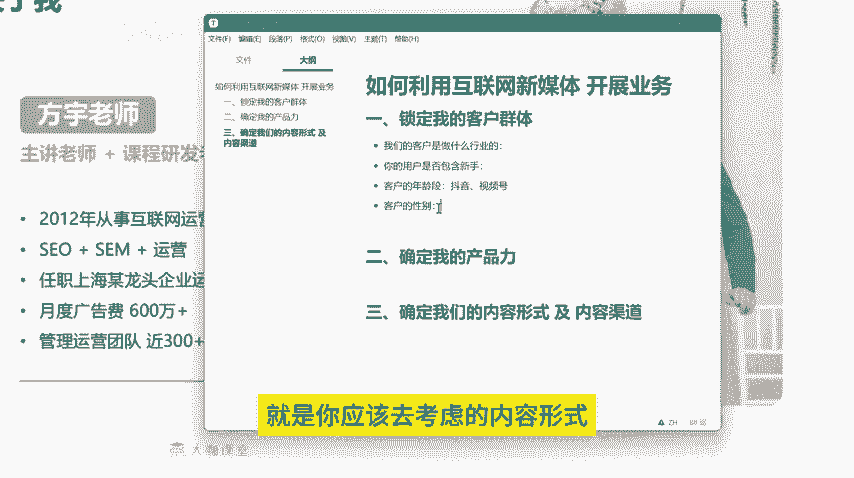 于我
方宇老师
主讲老师 + 课程研发
• 2012年从事互联网运营
• SEO + SEM + 运营
• 任职上海某龙头企业运
• 月度广告费 600万+
• 管理运营团队 近300+
文件(F) 编辑(E) 段落(P) 格式(O) 视图(V) 主题(T) 帮助(H)
文件 大纲
如何利用互联网新媒体 开展业务
一、锁定我的客户群体
二、确定我的产品力
三、确定我们的内容形式 及
内容渠道
如何利用互联网新媒体 开展业务
一、锁定我的客户群体
• 我们的客户是做什么行业的：
• 你的用户是否包含新手：
• 客户的年龄段：抖音、视频号
• 客户的性别：
二、确定我的产品力
三、确定我们的内容形式 及 内容渠道
ZH
就是你应该去考虑的内容形式